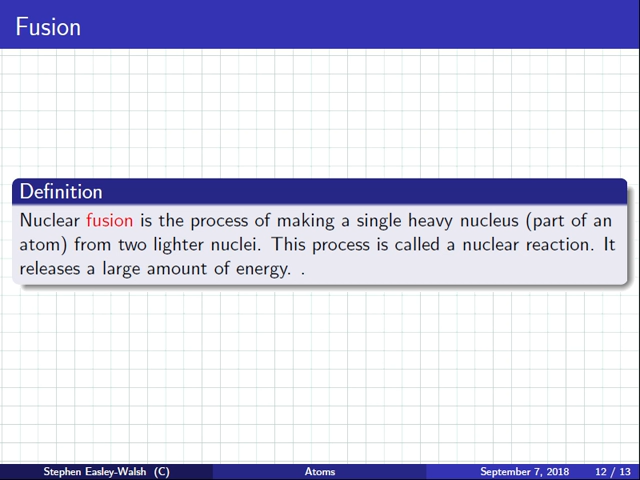 Fusion
Definition
Nuclear fusion is the process of making a single heavy nucleus (part of an
atom) from two lighter nuclei. This process is called a nuclear reaction. It
releases a large amount of energy. .
Stephen Easley-Walsh (C) Atoms September 7, 2018 12 / 13